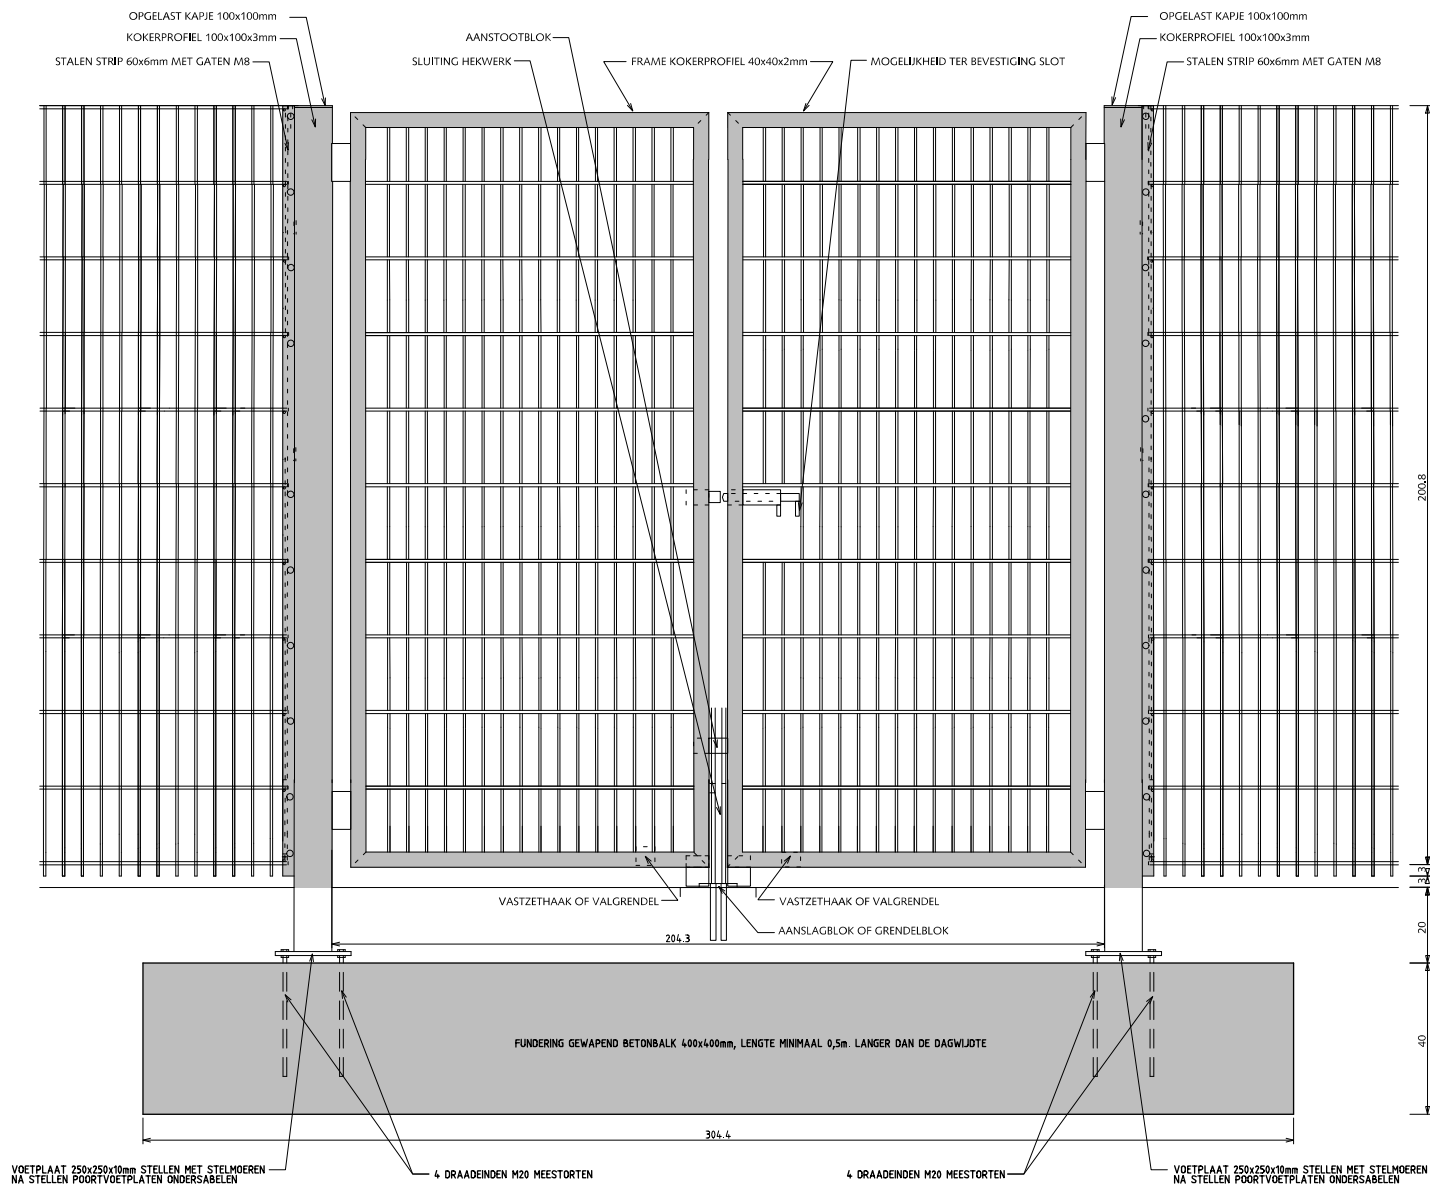 OPGELAST KAPJE 100x100mm
KOKERPROFIEL 100x100x3mm
STALEN STRIP 60x6mm MET GATEN M8
AANSTOOTBLOK
SLUITING HEKWERK
FRAME KOKERPROFIEL 40x40x2mm
MOGELIJKHEID TER BEVESTIGING SLOT
OPGELAST KAPJE 100x100mm
KOKERPROFIEL 100x100x3mm
STALEN STRIP 60x6mm MET GATEN M8
200.8
3.3
VASTZETHAAK OF VALGRENDEL
VASTZETHAAK OF VALGRENDEL
AANSLAGBLOK OF GRENDELBLOK
204.3
20
FUNDERING GEWAPEND BETONBALK 400x400mm, LENGTE MINIMAAL 0,5m. LANGER DAN DE DAGWIJDTE
40
304.4
VOETPLAAT 250x250x10mm STELLEN MET STELMOEREN
NA STELLEN POORTVOETPLATEN ONDERSABELEN
4 DRAADEINDEN M20 MEESTORTEN
4 DRAADEINDEN M20 MEESTORTEN
VOETPLAAT 250x250x10mm STELLEN MET STELMOEREN
NA STELLEN POORTVOETPLATEN ONDERSABELEN